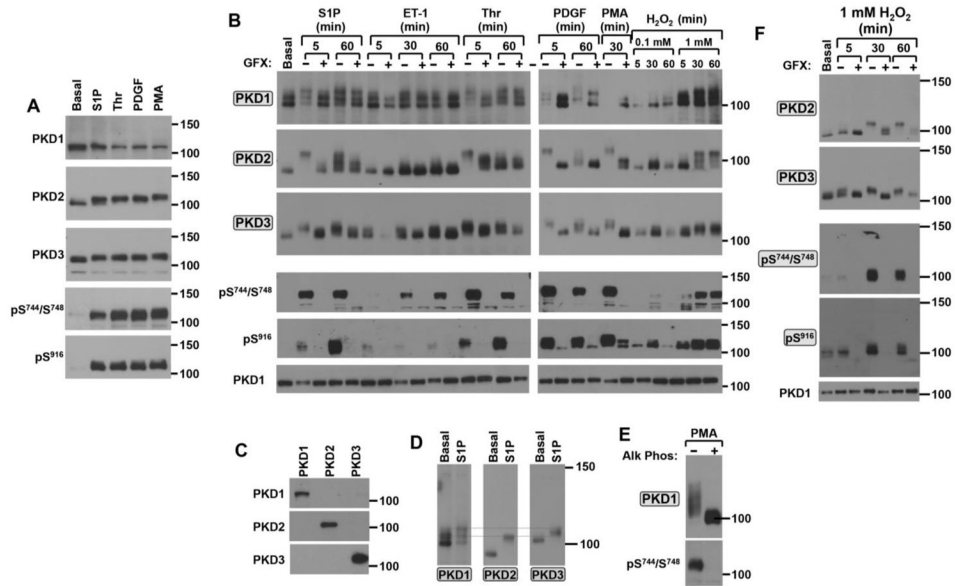 A
Basal S1P Thr PDGF PMA
PKD1 150 100
PKD2 150 100
PKD3 150 100
pS744/S748 150 100
pS916 150 100
B
S1P (min) ET-1 (min) Thr (min) PDGF (min) PMA (min) H2O2 (min)
5 60 5 30 60 5 60 5 60 30 0.1 mM 1 mM
GFX: Basal - + - + - + - + - + - + - + - + - + - + 5 30 60 5 30 60
PKD1 100
PKD2 150 100
PKD3 100
pS744/S748 150 100
pS916 150 100
PKD1 100
C
PKD1 PKD2 PKD3
PKD1 100
PKD2 100
PKD3 100
D
Basal S1P Basal S1P Basal S1P
150
100
PKD1 PKD2 PKD3
E
PMA
Alk Phos: - +
PKD1 100
pS744/S748 100
F
1 mM H2O2 (min)
5 30 60
GFX: Basal - + - + - +
PKD2 150 100
PKD3 150 100
pS744/S748 150 100
pS916 150 100
PKD1 100